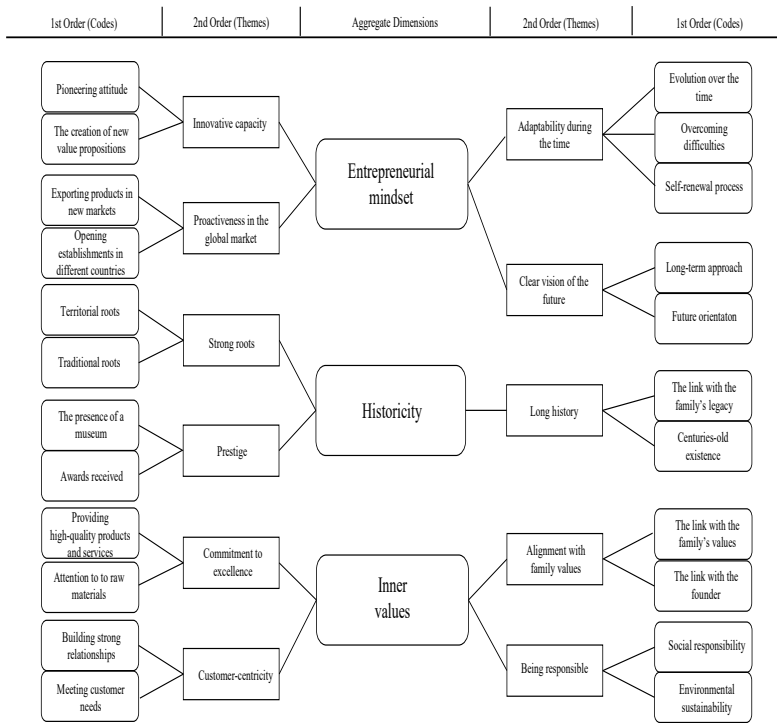 1st Order (Codes)
2nd Order (Themes)
Aggregate Dimensions
2nd Order (Themes)
1st Order (Codes)
Pioneering attitude
The creation of new
value propositions
Innovative capacity
Exporting products in
new markets
Opening
establishments in
different countries
Proactiveness in the
global market
Entrepreneurial
mindset
Adaptability during
the time
Evolution over the
time
Overcoming
difficulties
Self-renewal process
Clear vision of the
future
Long-term approach
Future orientaton
Territorial roots
Traditional roots
Strong roots
The presence of a
museum
Awards received
Prestige
Historicity
Long history
The link with the
family's legacy
Centuries-old
existence
Providing
high-quality products
and services
Attention to to raw
materials
Commitment to
excellence
Building strong
relationships
Meeting customer
needs
Customer-centricity
Inner
values
Alignment with
family values
The link with the
family's values
The link with the
founder
Being responsible
Social responsibility
Environmental
sustainability